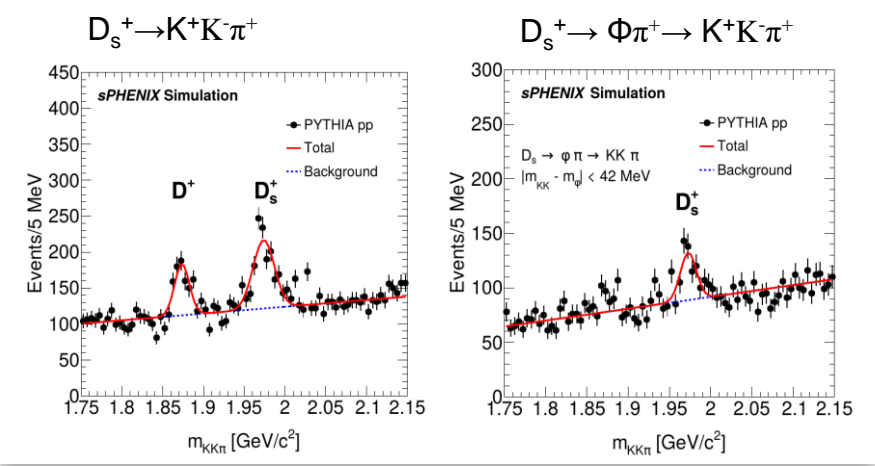 Ds⁺→K⁺K⁻π⁺
sPHENIX Simulation
PYTHIA pp
Total
Background
D⁺
Ds⁺
Events/5 MeV
450
400
350
300
250
200
150
100
50
0
1.75 1.8 1.85 1.9 1.95 2 2.05 2.1 2.15
mKKπ [GeV/c²]
Ds⁺→ Φπ⁺→ K⁺K⁻π⁺
sPHENIX Simulation
PYTHIA pp
Total
Background
Ds → φ π → KK π
|mKK - mφ| < 42 MeV
Ds⁺
Events/5 MeV
300
250
200
150
100
50
0
1.75 1.8 1.85 1.9 1.95 2 2.05 2.1 2.15
mKKπ [GeV/c²]